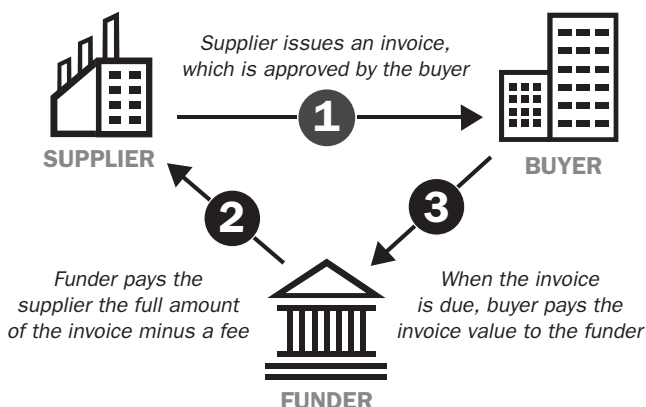 Supplier issues an invoice,
which is approved by the buyer
1
SUPPLIER
BUYER
2
3
Funder pays the
supplier the full amount
of the invoice minus a fee
When the invoice
is due, buyer pays the
invoice value to the funder
FUNDER